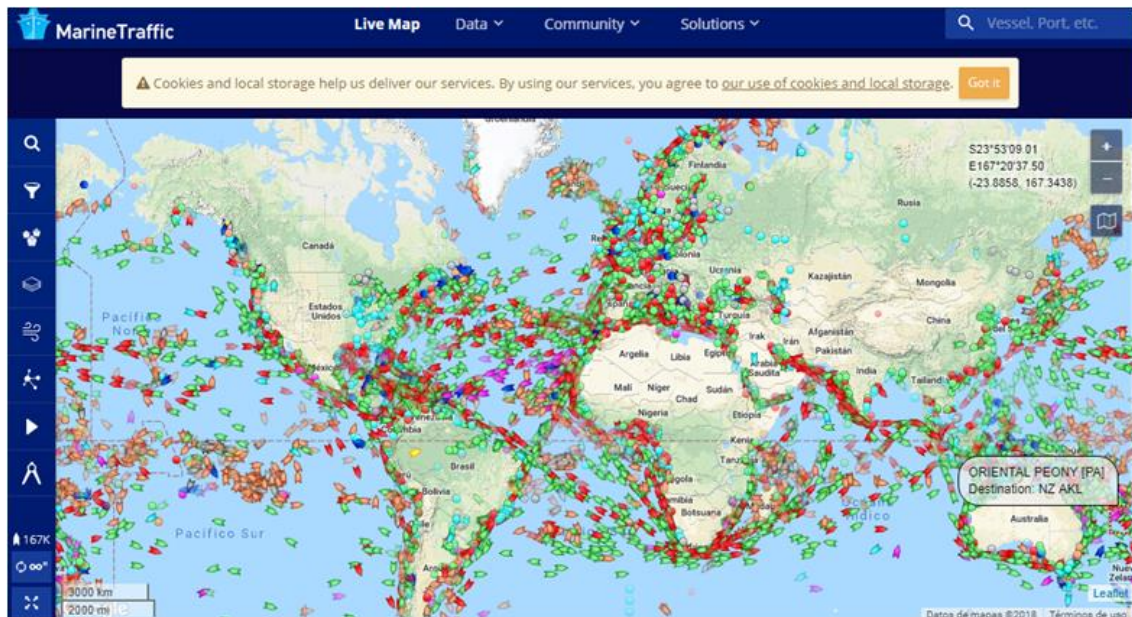 MarineTraffic
Live Map
Data
Community
Solutions
Vessel, Port, etc.
Cookies and local storage help us deliver our services. By using our services, you agree to our use of cookies and local storage.
Got it
S23°53'09.01
E167°20'37.50
(-23.8858, 167.3438)
+
−
Finlandia
Rusia
Canadá
Ucrania
Kazajistán
Mongolia
Estados
Unidos
Turquía
China
Irak
Irán
Afganistán
Pakistán
México
Argelia
Libia
Arabia
Saudita
India
Malí
Níger
Chad
Sudán
Nigeria
Etiopía
Brasil
Bolivia
Botsuana
ORIENTAL PEONY [PA]
Destination: NZ AKL
Australia
Pacífico Sur
167K
3000 km
2000 mi
Leaflet
Datos de mapas ©2018
Términos de uso